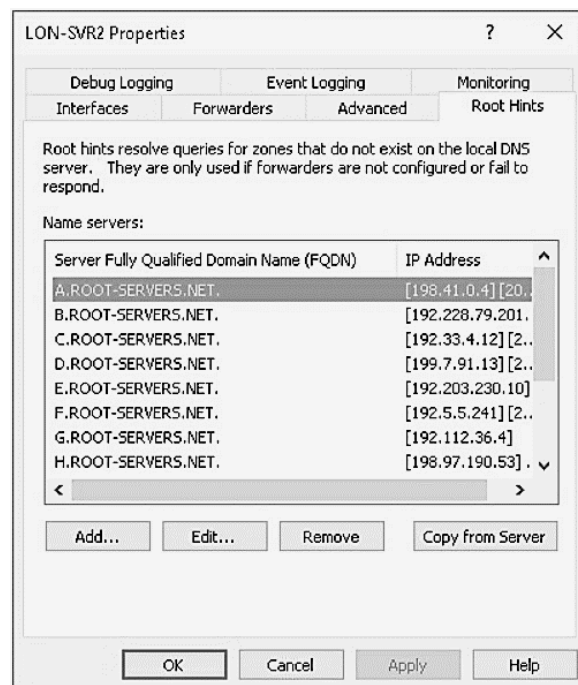 LON-SVR2 Properties
Debug Logging Event Logging Monitoring
Interfaces Forwarders Advanced Root Hints
Root hints resolve queries for zones that do not exist on the local DNS
server. They are only used if forwarders are not configured or fail to
respond.
Name servers:
Server Fully Qualified Domain Name (FQDN) IP Address
A.ROOT-SERVERS.NET. [198.41.0.4] [20..
B.ROOT-SERVERS.NET. [192.228.79.201.
C.ROOT-SERVERS.NET. [192.33.4.12] [2..
D.ROOT-SERVERS.NET. [199.7.91.13] [2..
E.ROOT-SERVERS.NET. [192.203.230.10]
F.ROOT-SERVERS.NET. [192.5.5.241] [2..
G.ROOT-SERVERS.NET. [192.112.36.4]
H.ROOT-SERVERS.NET. [198.97.190.53] .
Add... Edit... Remove Copy from Server
OK Cancel Apply Help